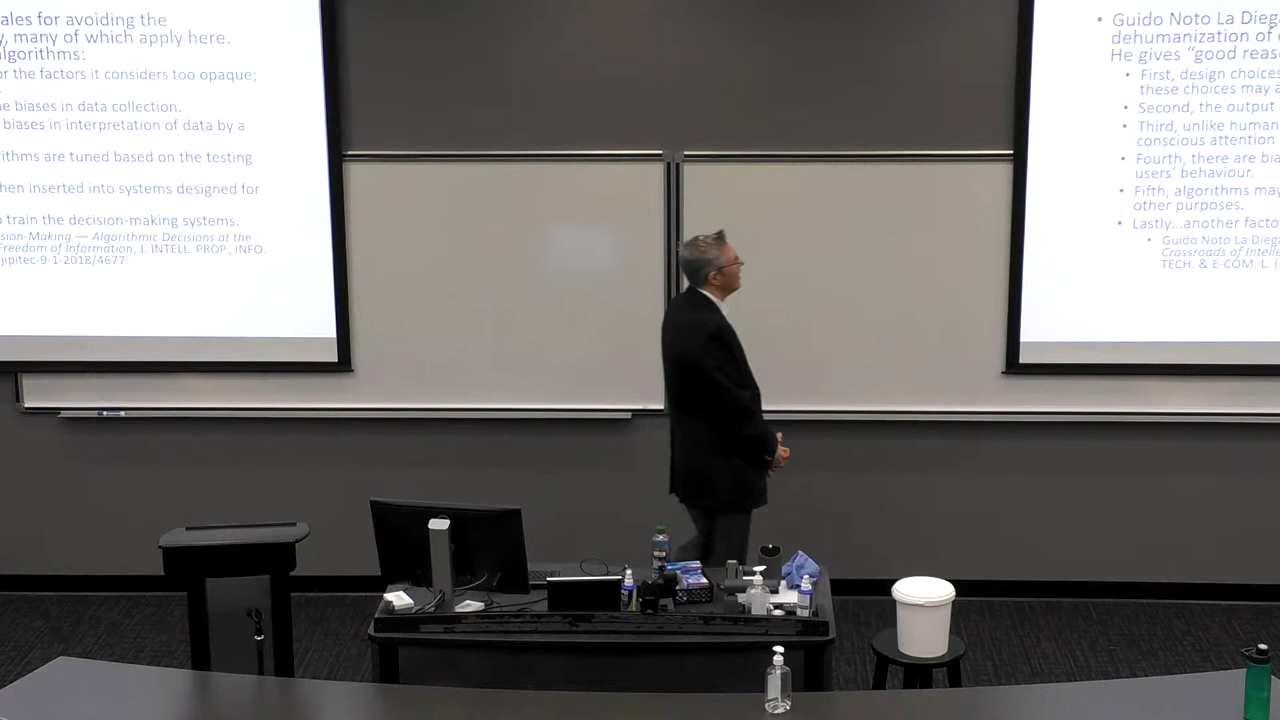 ales for avoiding the
y, many of which apply here.
lgorithms:
or the factors it considers too opaque;
e biases in data collection.
biases in interpretation of data by a
ithms are tuned based on the testing
hen inserted into systems designed for
o train the decision-making systems.
sion-Making — Algorithmic Decisions at the
Freedom of Information, J. INTELL. PROP., INFO.
jipitec-9-1-2018/4677.
• Guido Noto La Dieg
dehumanization of
He gives “good reas
• First, design choices
these choices may a
• Second, the output
• Third, unlike human
conscious attention
• Fourth, there are bia
users’ behaviour.
• Fifth, algorithms may
other purposes.
• Lastly...another facto
• Guido Noto La Dieg
Crossroads of Intelle
TECH. & E-COM. L. (